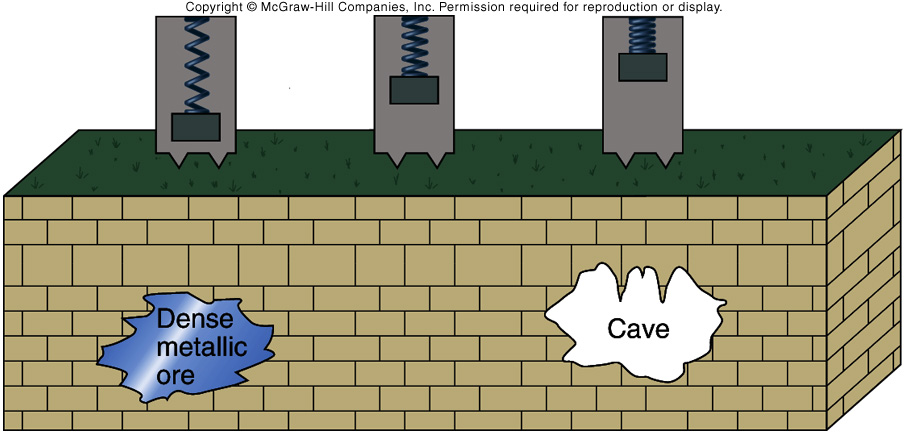 Copyright © McGraw-Hill Companies, Inc. Permission required for reproduction or display.
Dense
metallic
ore
Cave